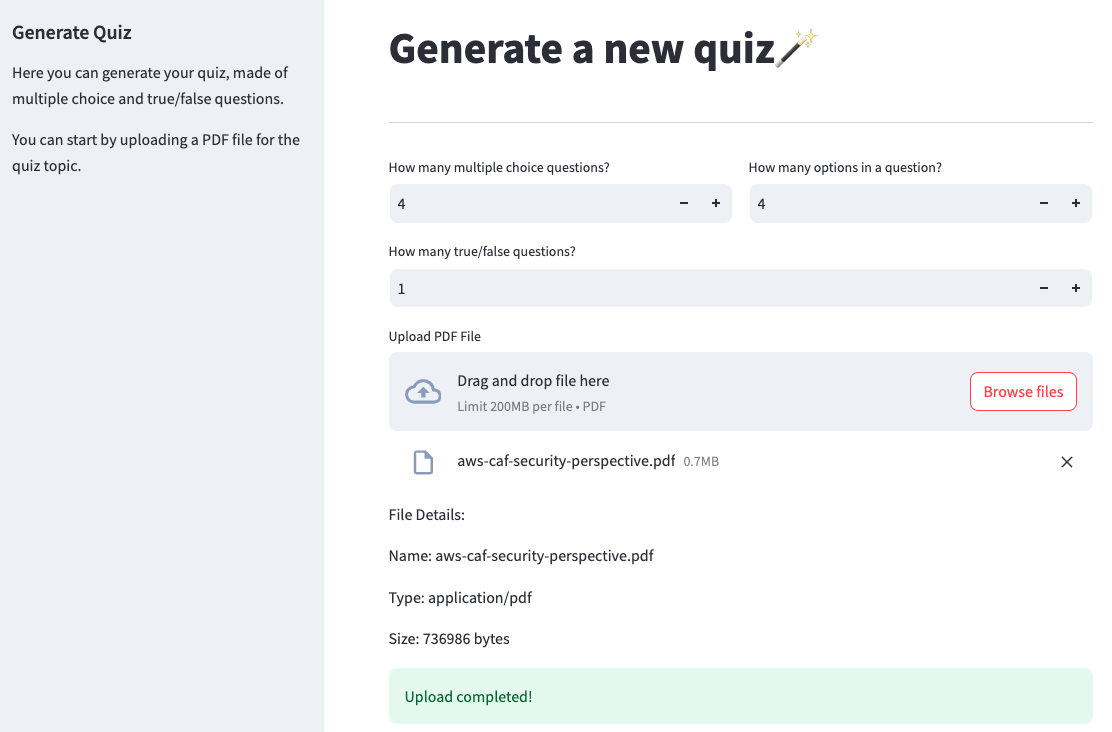 Generate Quiz
Here you can generate your quiz, made of
multiple choice and true/false questions.
You can start by uploading a PDF file for the
quiz topic.
Generate a new quiz🪄
How many multiple choice questions?
4 − +
How many options in a question?
4 − +
How many true/false questions?
1 − +
Upload PDF File
Drag and drop file here
Limit 200MB per file • PDF
Browse files
aws-caf-security-perspective.pdf 0.7MB
File Details:
Name: aws-caf-security-perspective.pdf
Type: application/pdf
Size: 736986 bytes
Upload completed!